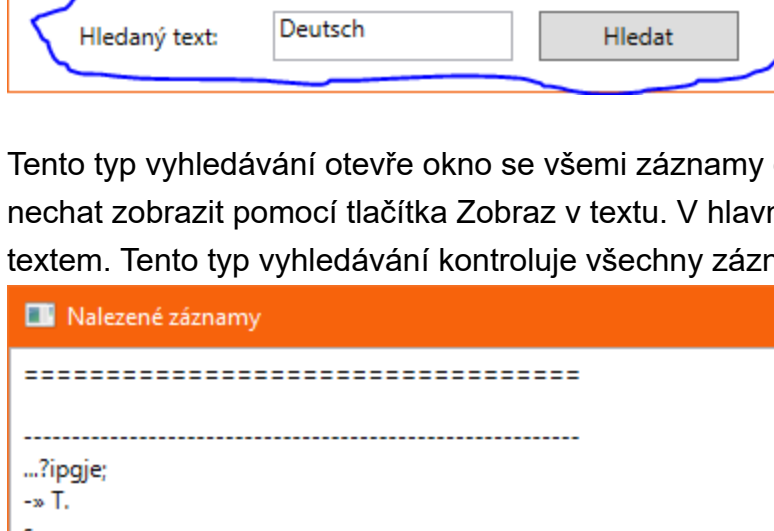 Hledaný text: Deutsch Hledat
Tento typ vyhledávání otevře okno se všemi záznamy
nechat zobrazit pomocí tlačítka Zobraz v textu. V hlavn
textem. Tento typ vyhledávání kontroluje všechny zázn
Nalezené záznamy
==================================
-----------------------------------------------------------
...?ipgje;
-» T.